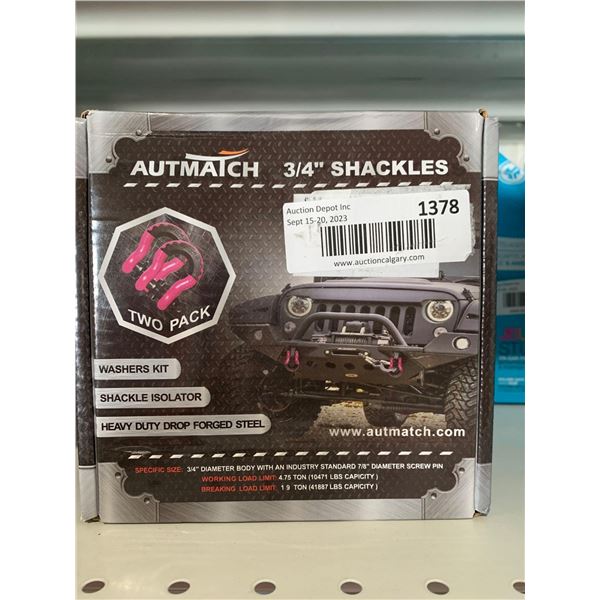 AUTMATCH 3/4" SHACKLES
Auction Depot Inc
Sept 15-20, 2023
1378
www.auctioncalgary.com
TWO PACK
WASHERS KIT
SHACKLE ISOLATOR
HEAVY DUTY DROP FORGED STEEL
www.autmatch.com
SPECIFIC SIZE: 3/4" DIAMETER BODY WITH AN INDUSTRY STANDARD 7/8" DIAMETER SCREW PIN
WORKING LOAD LIMIT: 4.75 TON (10471 LBS CAPICITY )
BREAKING LOAD LIMIT: 1 9 TON (41887 LBS CAPICITY )